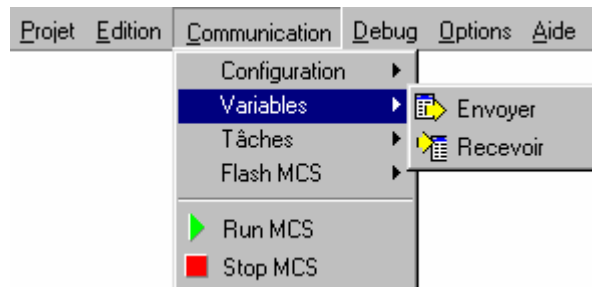 Projet Edition Communication Debug Options Aide
Configuration
Variables
Envoyer
Tâches
Recevoir
Flash MCS
Run MCS
Stop MCS